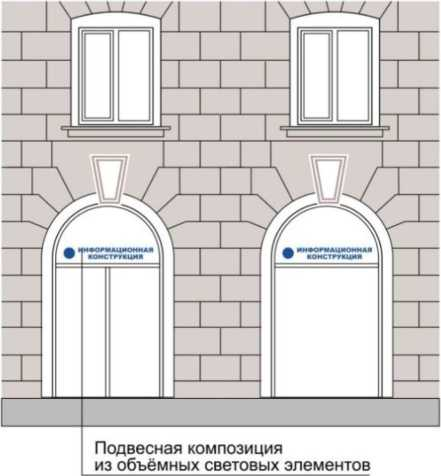 ИНФОРМАЦИОННАЯ
КОНСТРУКЦИЯ
ИНФОРМАЦИОННАЯ
КОНСТРУКЦИЯ
Подвесная композиция
из объёмных световых элементов